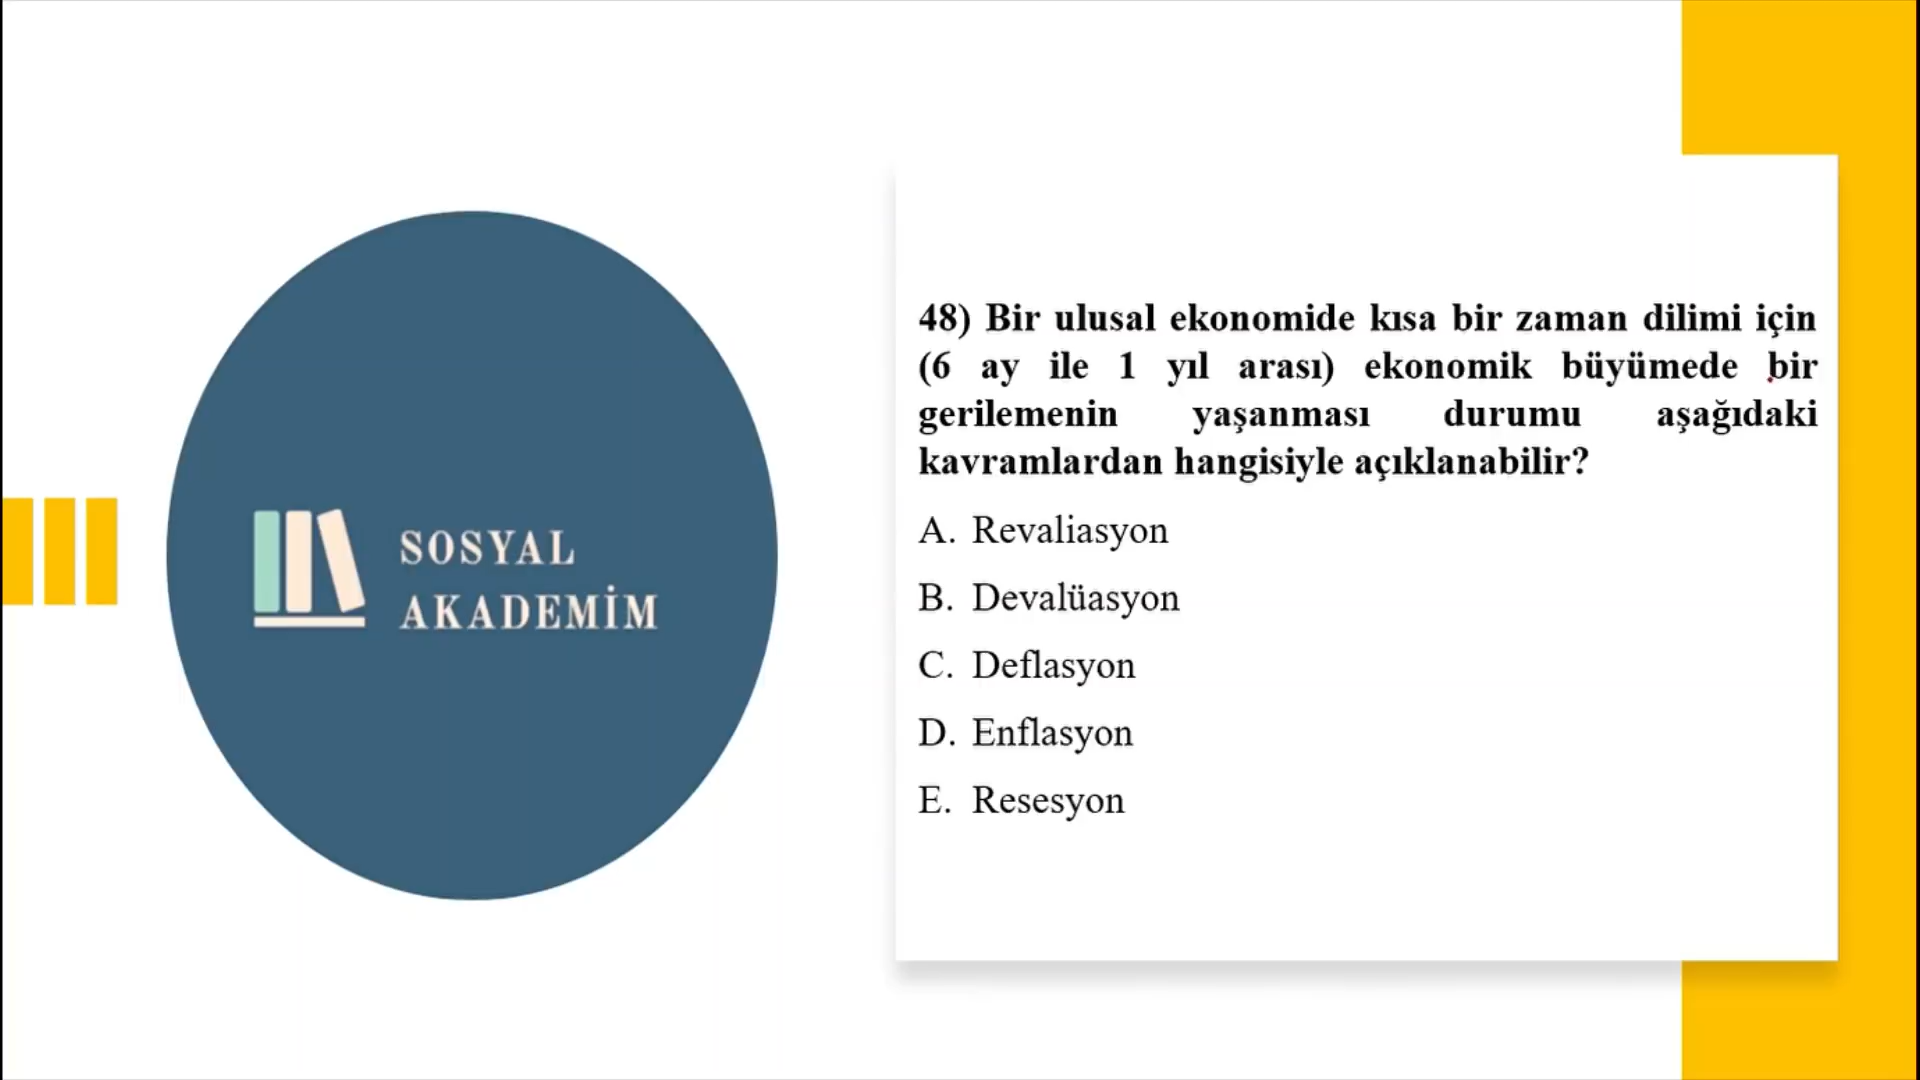 SOSYAL
AKADEMİM
48) Bir ulusal ekonomide kısa bir zaman dilimi için
(6 ay ile 1 yıl arası) ekonomik büyümede bir
gerilemenin yaşanması durumu aşağıdaki
kavramlardan hangisiyle açıklanabilir?
A. Revaliasyon
B. Devalüasyon
C. Deflasyon
D. Enflasyon
E. Resesyon